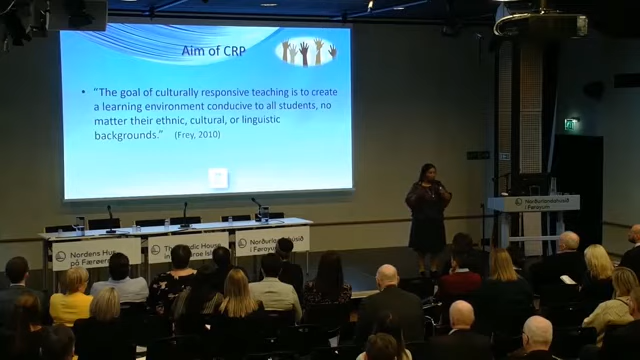 Aim of CRP
• "The goal of culturally responsive teaching is to create
a learning environment conducive to all students, no
matter their ethnic, cultural, or linguistic
backgrounds." (Frey, 2010)
Norðurlandahúsið
í Føroyum
Nordens Hus
på Færøerne
The Nordic House
in the Faroe Isl
Norðurlandahúsið
í Føroyum